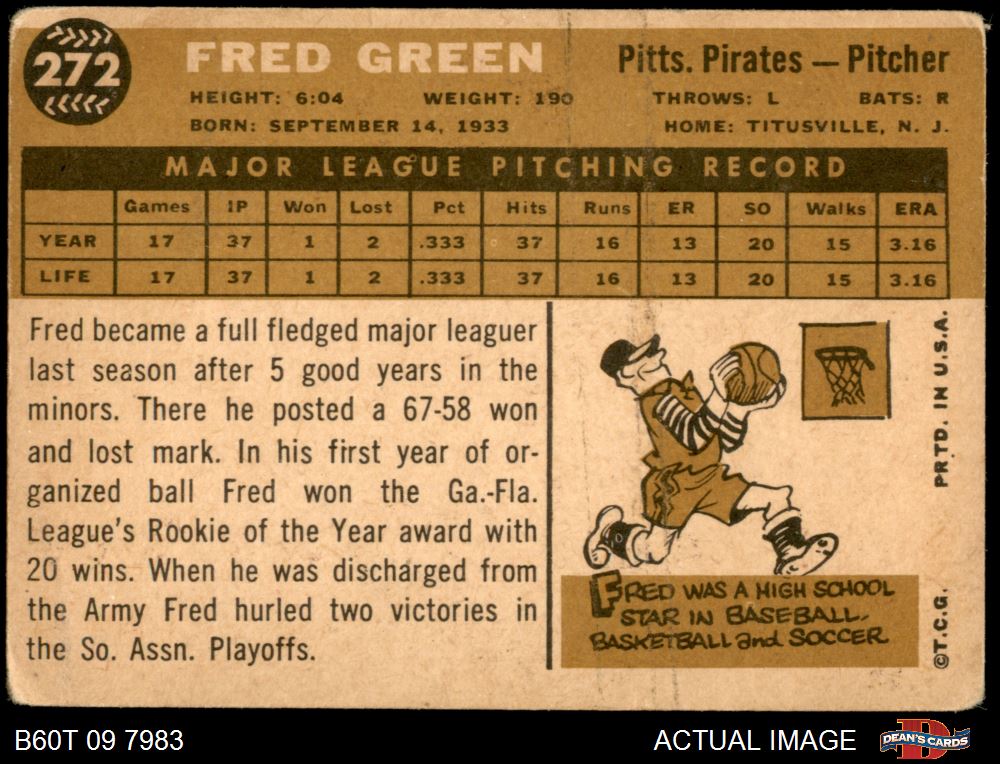 272
FRED GREEN
Pitts. Pirates — Pitcher
HEIGHT: 6:04 WEIGHT: 190 THROWS: L BATS: R
BORN: SEPTEMBER 14, 1933 HOME: TITUSVILLE, N. J.
MAJOR LEAGUE PITCHING RECORD
Games IP Won Lost Pct Hits Runs ER SO Walks ERA
YEAR 17 37 1 2 .333 37 16 13 20 15 3.16
LIFE 17 37 1 2 .333 37 16 13 20 15 3.16
Fred became a full fledged major leaguer
last season after 5 good years in the
minors. There he posted a 67-58 won
and lost mark. In his first year of or-
ganized ball Fred won the Ga.-Fla.
League's Rookie of the Year award with
20 wins. When he was discharged from
the Army Fred hurled two victories in
the So. Assn. Playoffs.
FRED WAS A HIGH SCHOOL
STAR IN BASEBALL,
BASKETBALL and SOCCER
©T.C.G. PRTD. IN U.S.A.
B60T 09 7983
ACTUAL IMAGE
D
DEAN'S CARDS